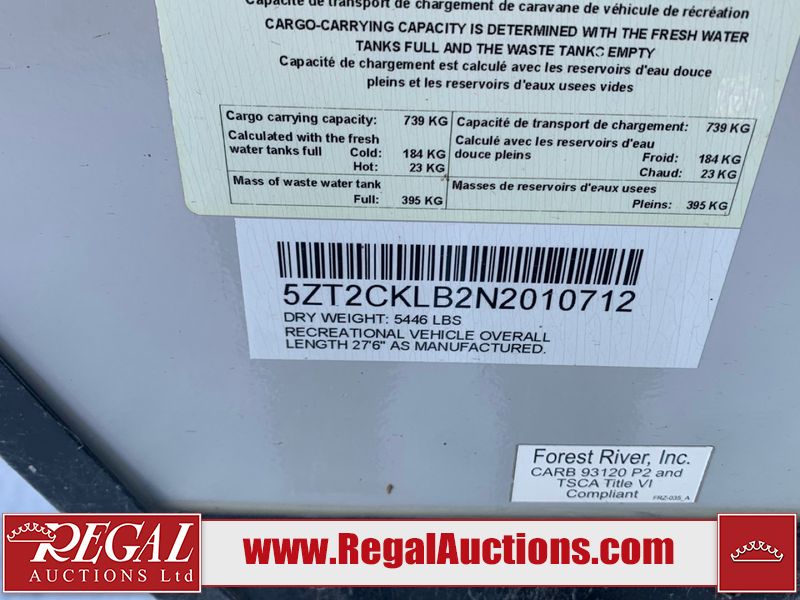 Capacité de transport de chargement de caravane de véhicule de récréation
CARGO-CARRYING CAPACITY IS DETERMINED WITH THE FRESH WATER
TANKS FULL AND THE WASTE TANKS EMPTY
Capacité de chargement est calculé avec les reservoirs d'eau douce
pleins et les reservoirs d'eaux usees vides
Cargo carrying capacity: 739 KG
Calculated with the fresh
water tanks full Cold: 184 KG
Hot: 23 KG
Mass of waste water tank
Full: 395 KG
Capacité de transport de chargement: 739 KG
Calculé avec les reservoirs d'eau
douce pleins Froid: 184 KG
Chaud: 23 KG
Masses de reservoirs d'eaux usees
Pleins: 395 KG
5ZT2CKLB2N2010712
DRY WEIGHT: 5446 LBS
RECREATIONAL VEHICLE OVERALL
LENGTH 27'6" AS MANUFACTURED.
Forest River, Inc.
CARB 93120 P2 and
TSCA Title VI
Compliant FRZ-035_A
REGAL
AUCTIONS Ltd
www.RegalAuctions.com